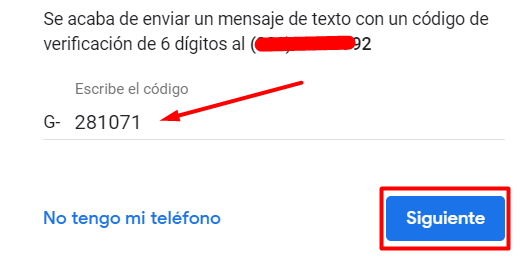 Se acaba de enviar un mensaje de texto con un código de
verificación de 6 dígitos al (92
Escribe el código
G- 281071
No tengo mi teléfono
Siguiente